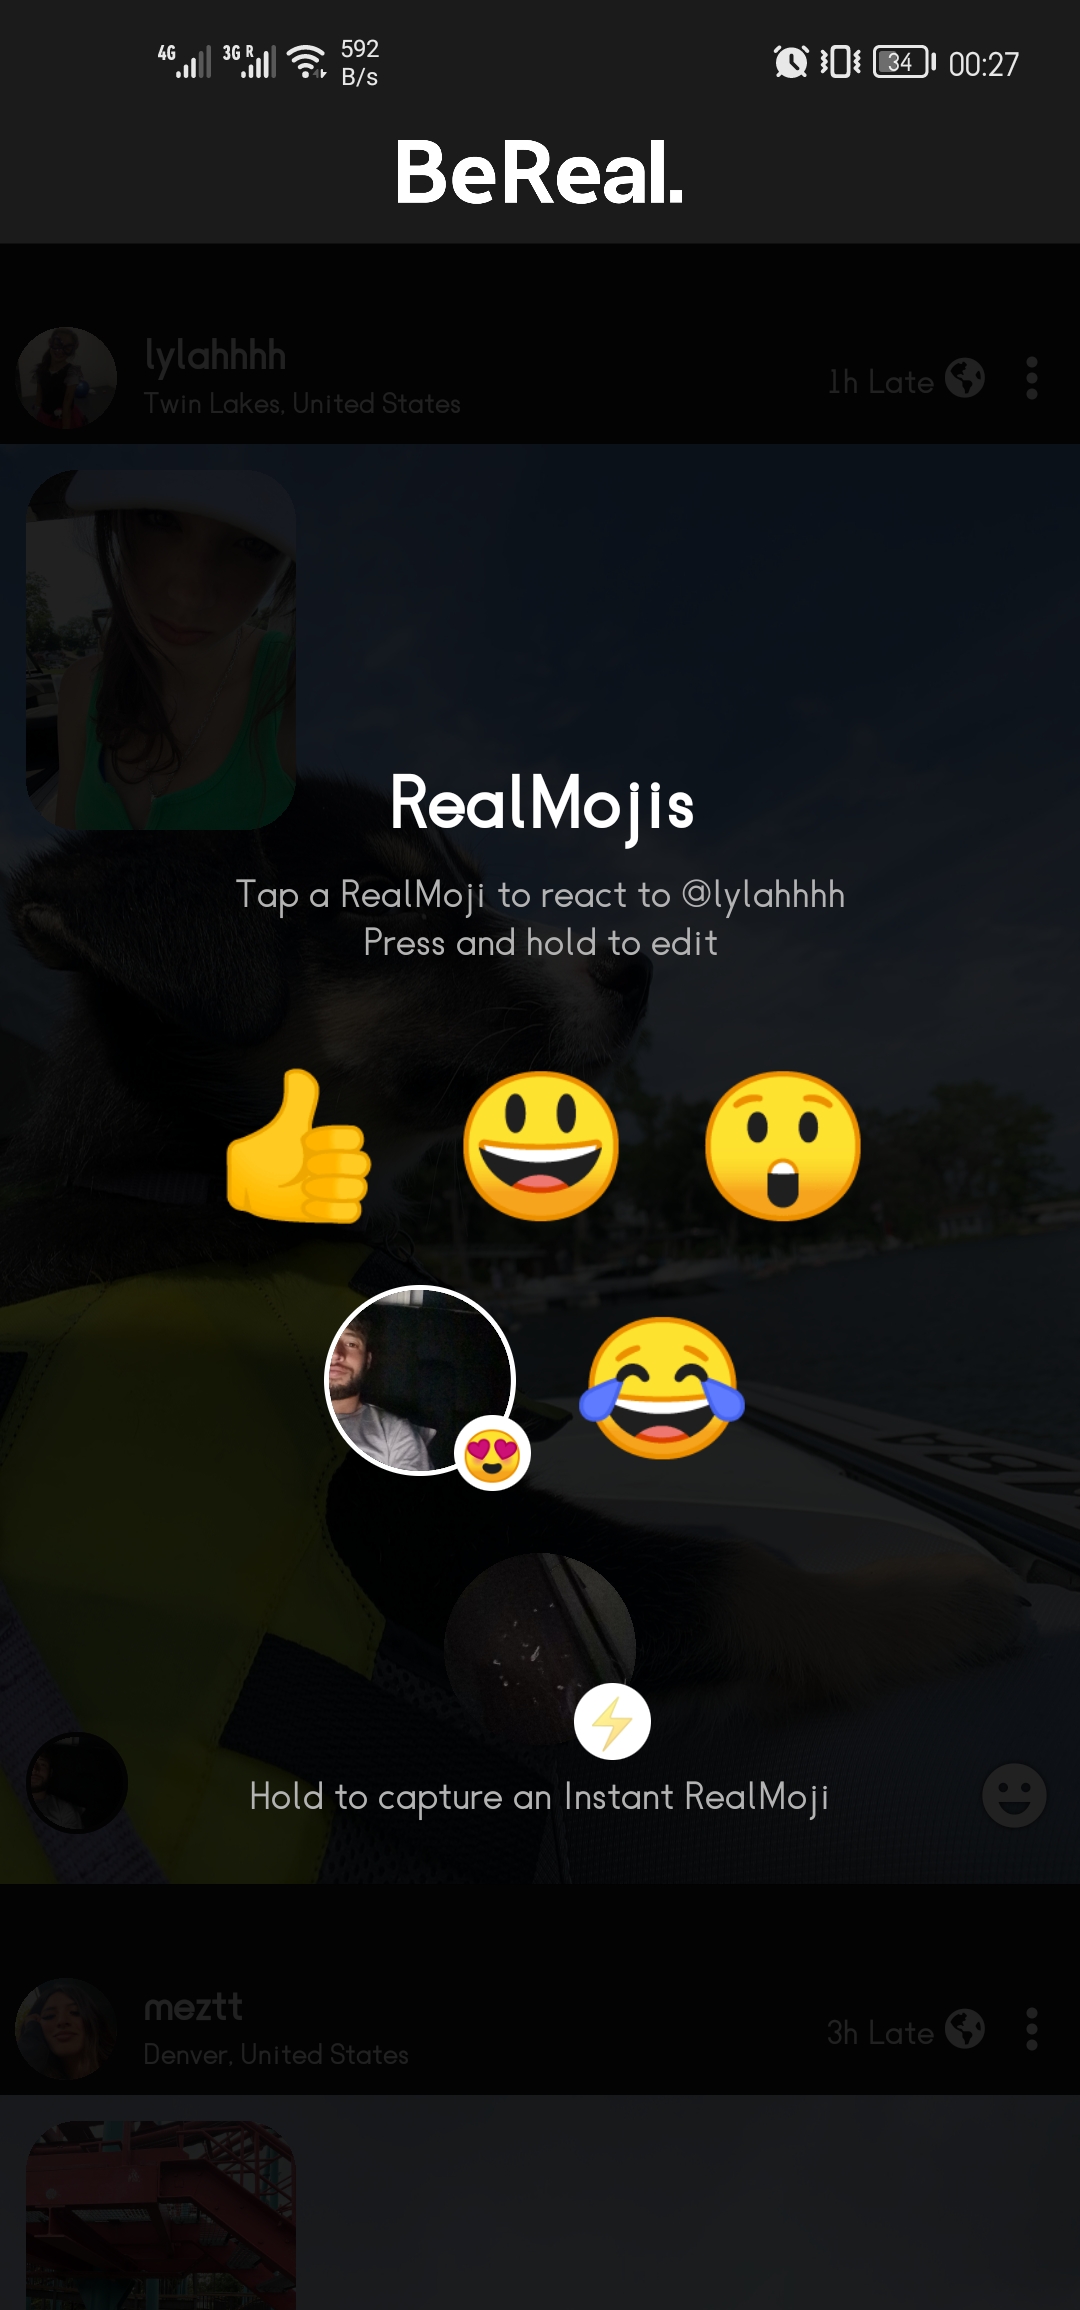 4G 3G R 592 B/s 34 00:27
BeReal.
lylahhhh
Twin Lakes, United States
1h Late
RealMojis
Tap a RealMoji to react to @lylahhhh
Press and hold to edit
Hold to capture an Instant RealMoji
meztt
Denver, United States
3h Late